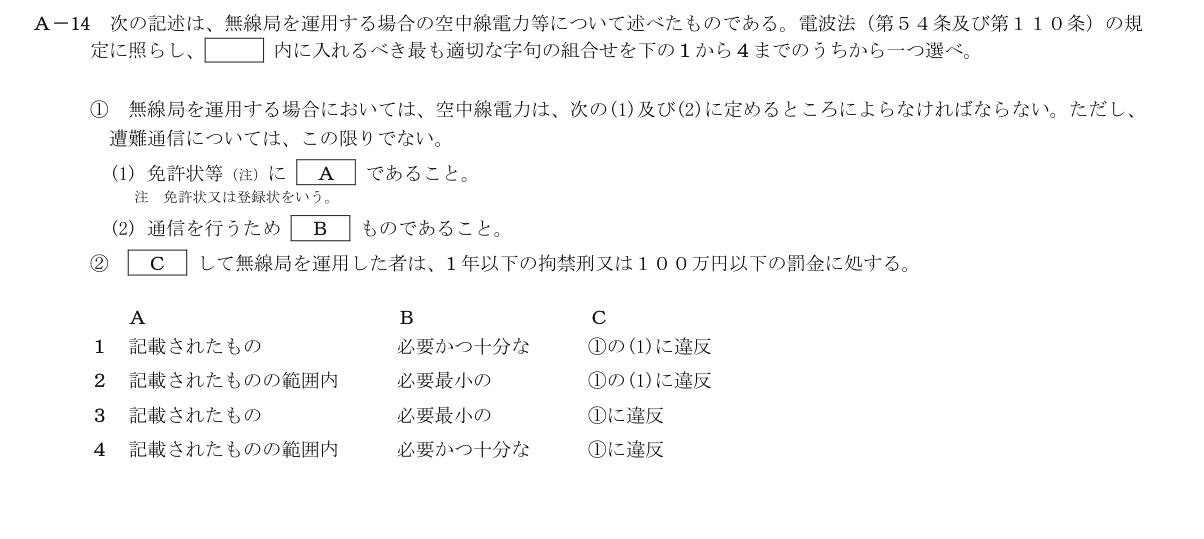 Ａ－14　次の記述は、無線局を運用する場合の空中線電力等について述べたものである。電波法（第５４条及び第１１０条）の規
定に照らし、　　　内に入れるべき最も適切な字句の組合せを下の１から４までのうちから一つ選べ。
①　無線局を運用する場合においては、空中線電力は、次の(1)及び(2)に定めるところによらなければならない。ただし、
遭難通信については、この限りでない。
(1) 免許状等（注）に　Ａ　であること。
注　免許状又は登録状をいう。
(2) 通信を行うため　Ｂ　ものであること。
②　Ｃ　して無線局を運用した者は、１年以下の拘禁刑又は１００万円以下の罰金に処する。
Ａ　Ｂ　Ｃ
１　記載されたもの　必要かつ十分な　①の(1)に違反
２　記載されたものの範囲内　必要最小の　①の(1)に違反
３　記載されたもの　必要最小の　①に違反
４　記載されたものの範囲内　必要かつ十分な　①に違反